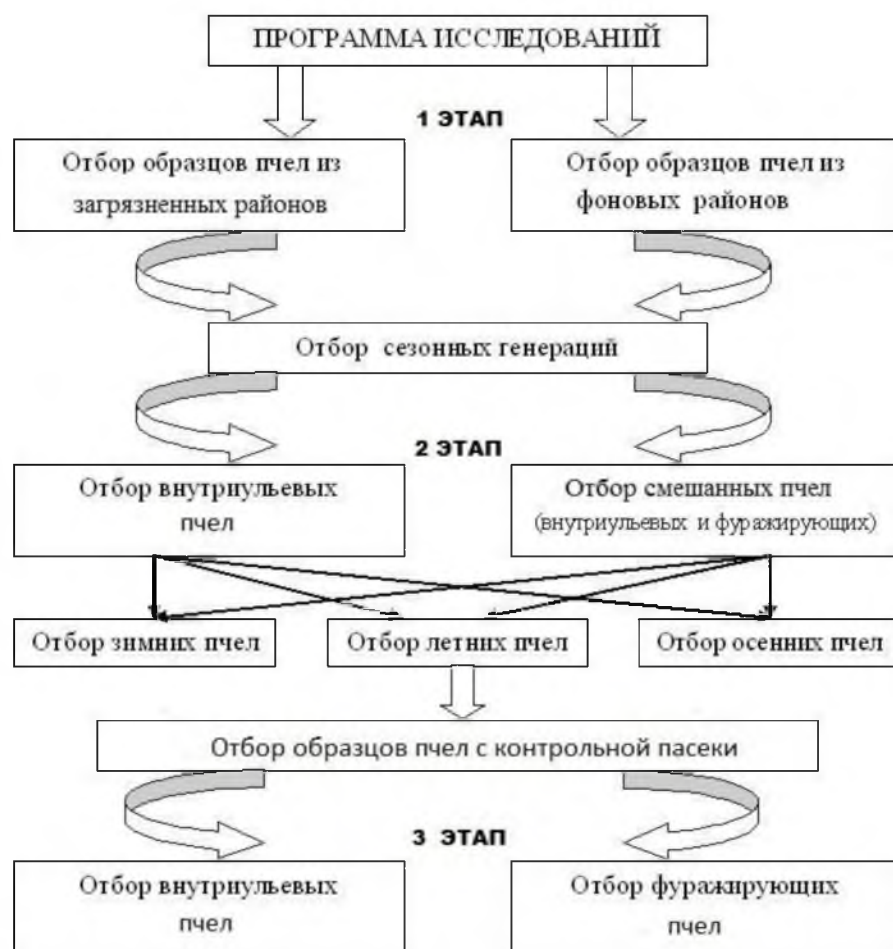 ПРОГРАММА ИССЛЕДОВАНИЙ
1 ЭТАП
Отбор образцов пчел из
загрязненных районов
Отбор образцов пчел из
фоновых районов
Отбор сезонных генераций
2 ЭТАП
Отбор внутриульевых
пчел
Отбор смешанных пчел
(внутриульевых и фуражирующих)
Отбор зимних пчел
Отбор летних пчел
Отбор осенних пчел
Отбор образцов пчел с контрольной пасеки
3 ЭТАП
Отбор внутриульевых
пчел
Отбор фуражирующих
пчел